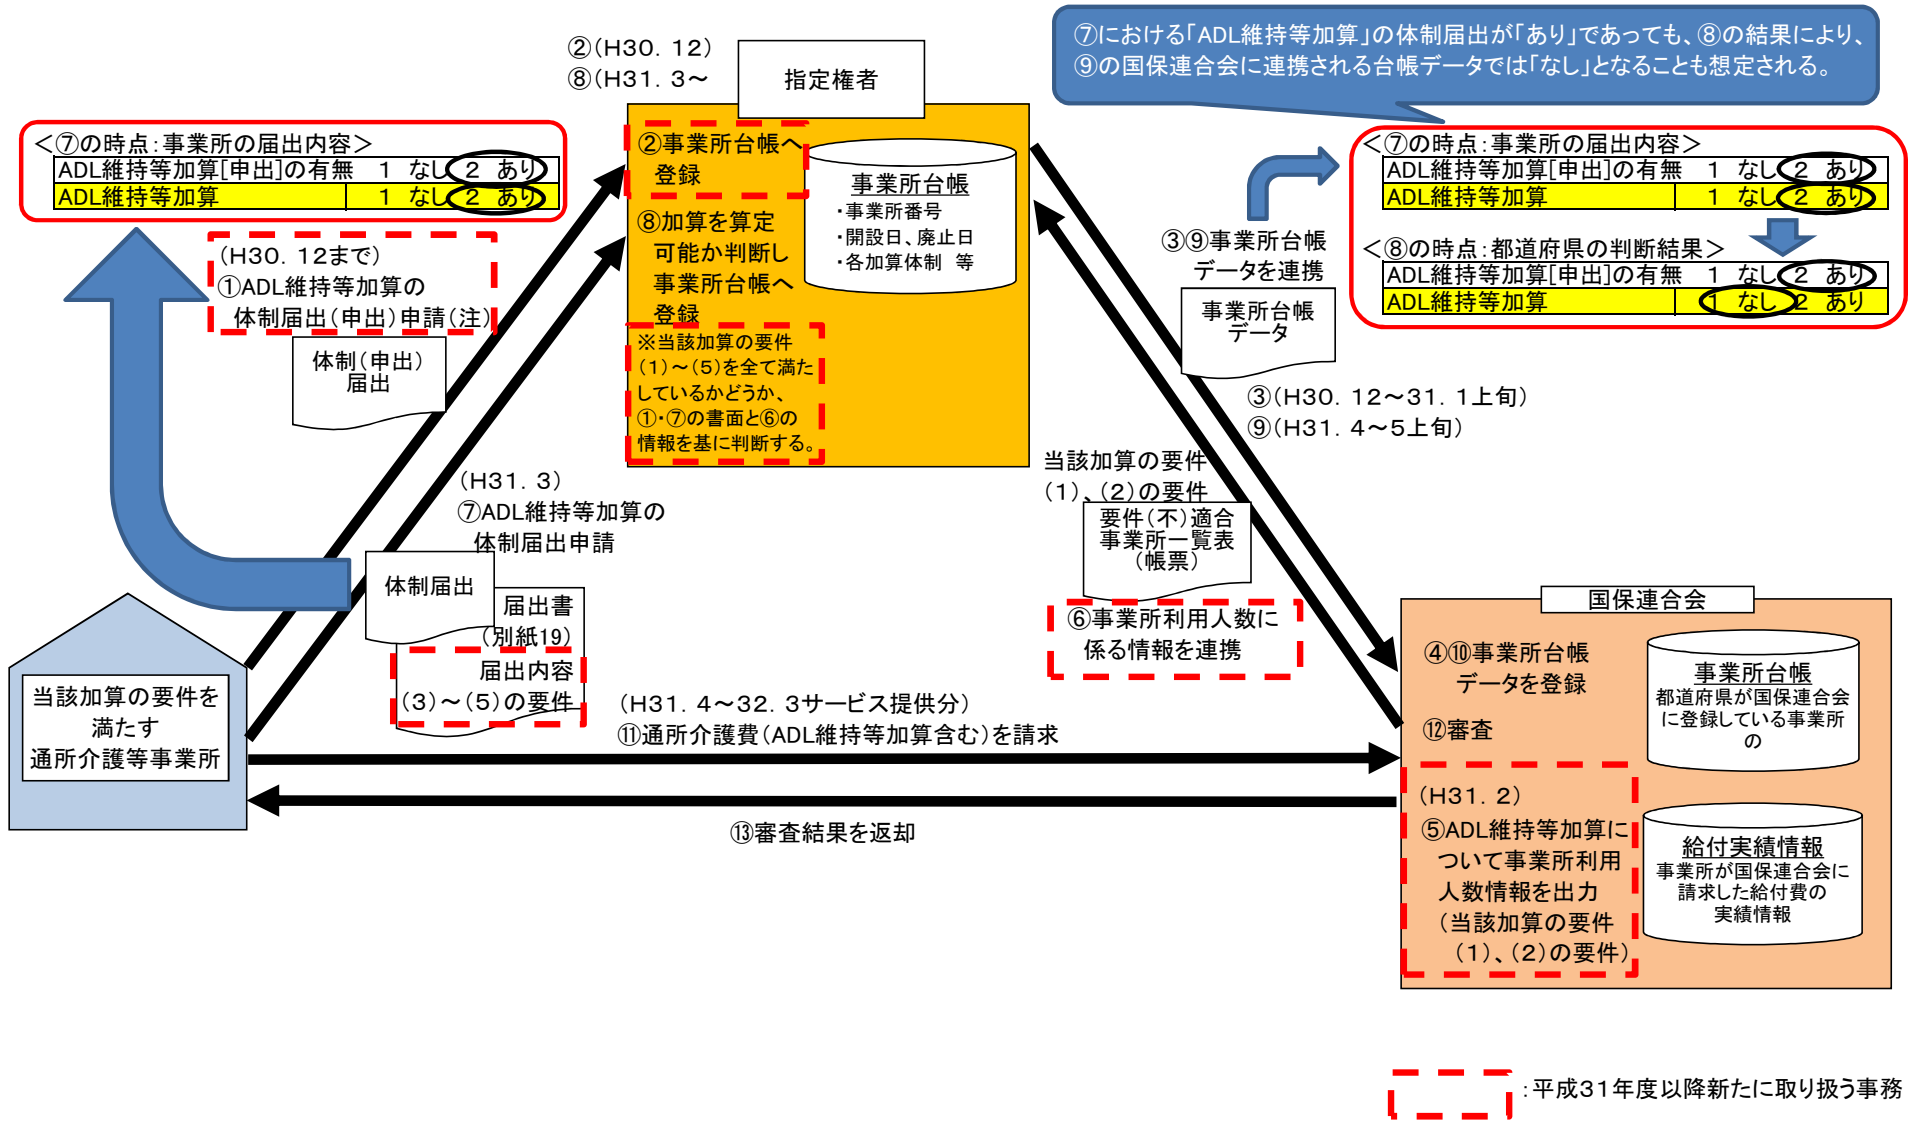 ⑦における「ADL維持等加算」の体制届出が「あり」であっても、⑧の結果により、
⑨の国保連合会に連携される台帳データでは「なし」となることも想定される。
②(H30．12)
⑧(H31．3～
指定権者
＜⑦の時点：事業所の届出内容＞
ADL維持等加算[申出]の有無 1 なし 2 あり
ADL維持等加算 1 なし 2 あり
②事業所台帳へ
登録
⑧加算を算定
可能か判断し
事業所台帳へ
登録
※当該加算の要件
(1)～(5)を全て満た
しているかどうか、
①・⑦の書面と⑥の
情報を基に判断する。
事業所台帳
・事業所番号
・開設日、廃止日
・各加算体制 等
＜⑦の時点：事業所の届出内容＞
ADL維持等加算[申出]の有無 1 なし 2 あり
ADL維持等加算 1 なし 2 あり
＜⑧の時点：都道府県の判断結果＞
ADL維持等加算[申出]の有無 1 なし 2 あり
ADL維持等加算 1 なし 2 あり
(H30．12まで)
①ADL維持等加算の
体制届出(申出)申請(注)
体制(申出)
届出
③⑨事業所台帳
データを連携
事業所台帳
データ
③(H30．12～31．1上旬)
⑨(H31．4～5上旬)
(H31．3)
⑦ADL維持等加算の
体制届出申請
体制届出
届出書
(別紙19)
届出内容
(3)～(5)の要件
当該加算の要件
(1)、(2)の要件
要件(不)適合
事業所一覧表
(帳票)
⑥事業所利用人数に
係る情報を連携
当該加算の要件を
満たす
通所介護等事業所
(H31．4～32．3サービス提供分)
⑪通所介護費(ADL維持等加算含む)を請求
⑬審査結果を返却
国保連合会
④⑩事業所台帳
データを登録
⑫審査
事業所台帳
都道府県が国保連合会
に登録している事業所
の
(H31．2)
⑤ADL維持等加算に
ついて事業所利用
人数情報を出力
(当該加算の要件
(1)、(2)の要件)
給付実績情報
事業所が国保連合会に
請求した給付費の
実績情報
：平成31年度以降新たに取り扱う事務